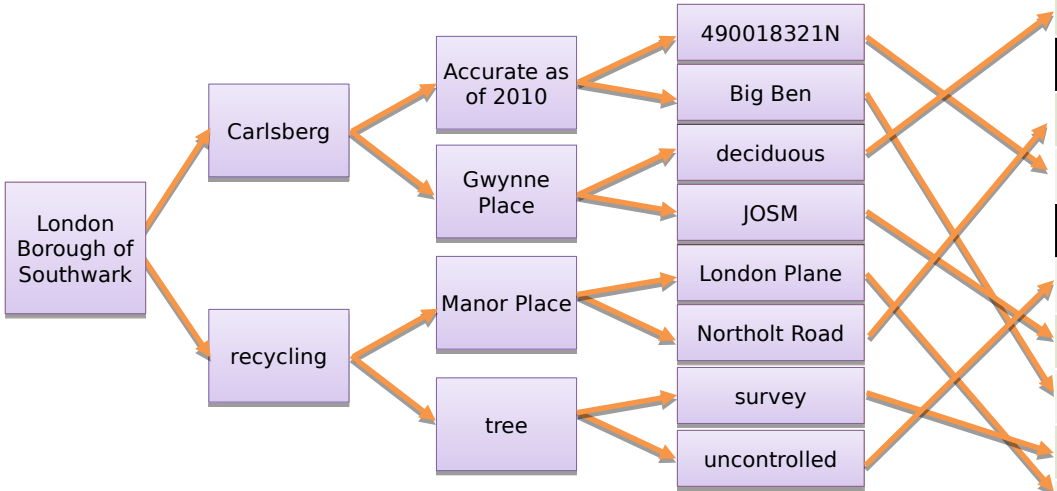 London
Borough of
Southwark
Carlsberg
recycling
Accurate as
of 2010
Gwynne
Place
Manor Place
tree
490018321N
Big Ben
deciduous
JOSM
London Plane
Northolt Road
survey
uncontrolled